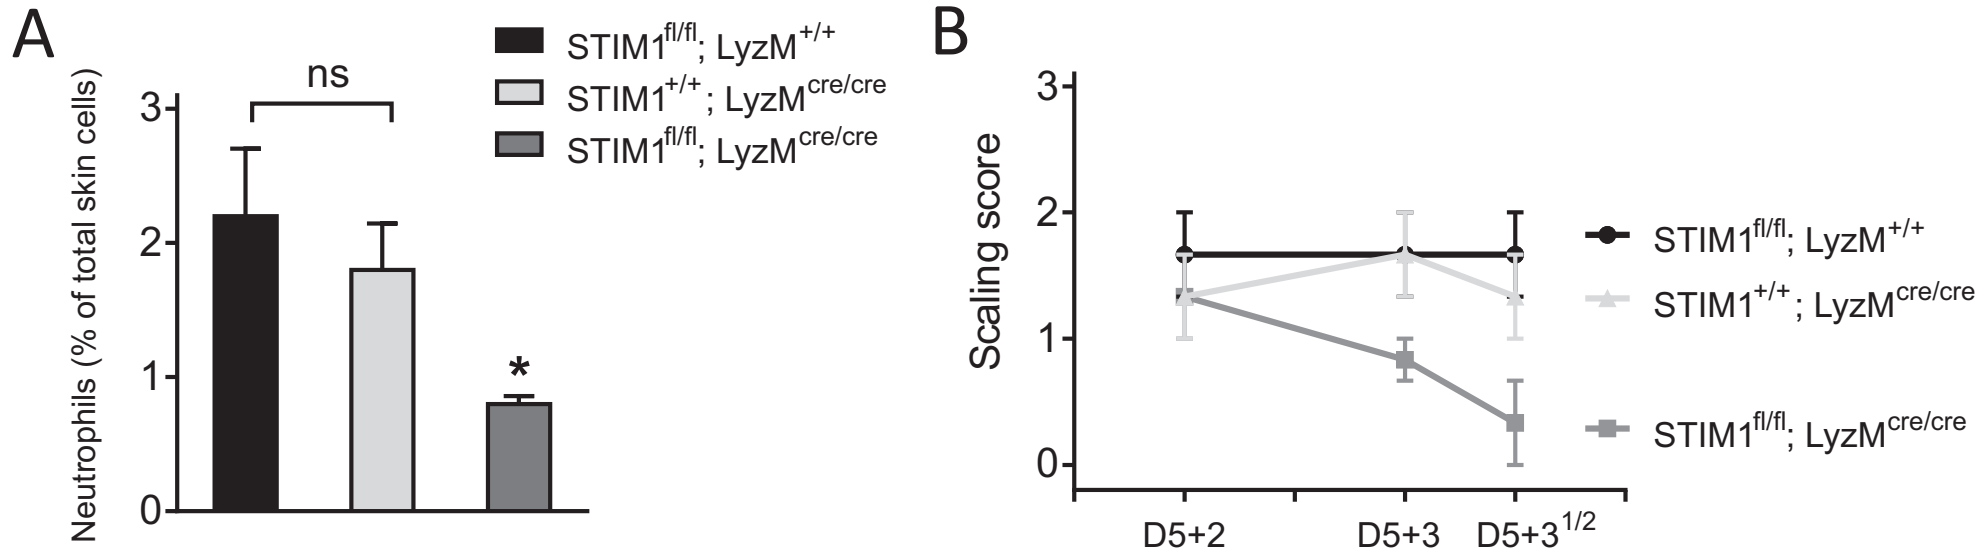 A
Neutrophils (% of total skin cells)
3
2
1
0
ns
*
STIM1fl/fl; LyzM+/+
STIM1+/+; LyzMcre/cre
STIM1fl/fl; LyzMcre/cre
B
Scaling score
3
2
1
0
D5+2
D5+3
D5+31/2
STIM1fl/fl; LyzM+/+
STIM1+/+; LyzMcre/cre
STIM1fl/fl; LyzMcre/cre